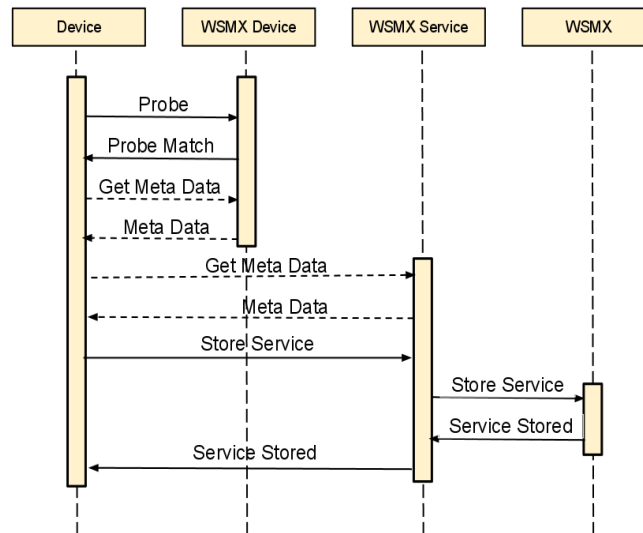 Device
WSMX Device
WSMX Service
WSMX
Probe
Probe Match
Get Meta Data
Meta Data
Get Meta Data
Meta Data
Store Service
Store Service
Service Stored
Service Stored